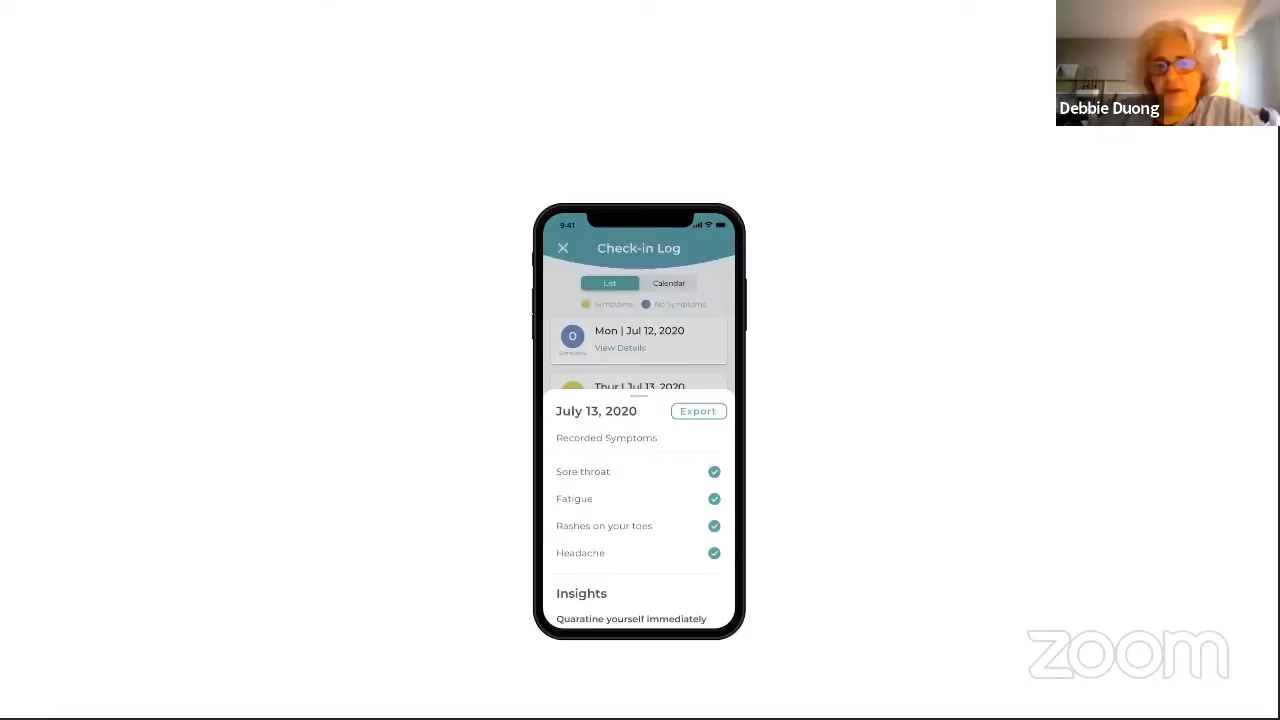 Debbie Duong
9:41
Check-in Log
List
Calendar
Symptoms
No Symptoms
0
Mon | Jul 12, 2020
View Details
Symptoms
Thur | Jul 13, 2020
July 13, 2020
Export
Recorded Symptoms
Sore throat
Fatigue
Rashes on your toes
Headache
Insights
Quaratine yourself immediately
zoom